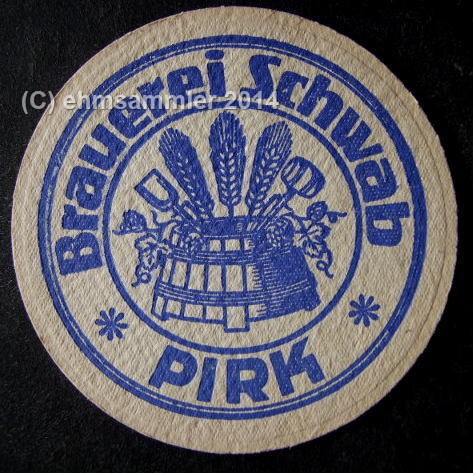 Brauerei Schwab
PIRK
(C) ehmsammler 2014